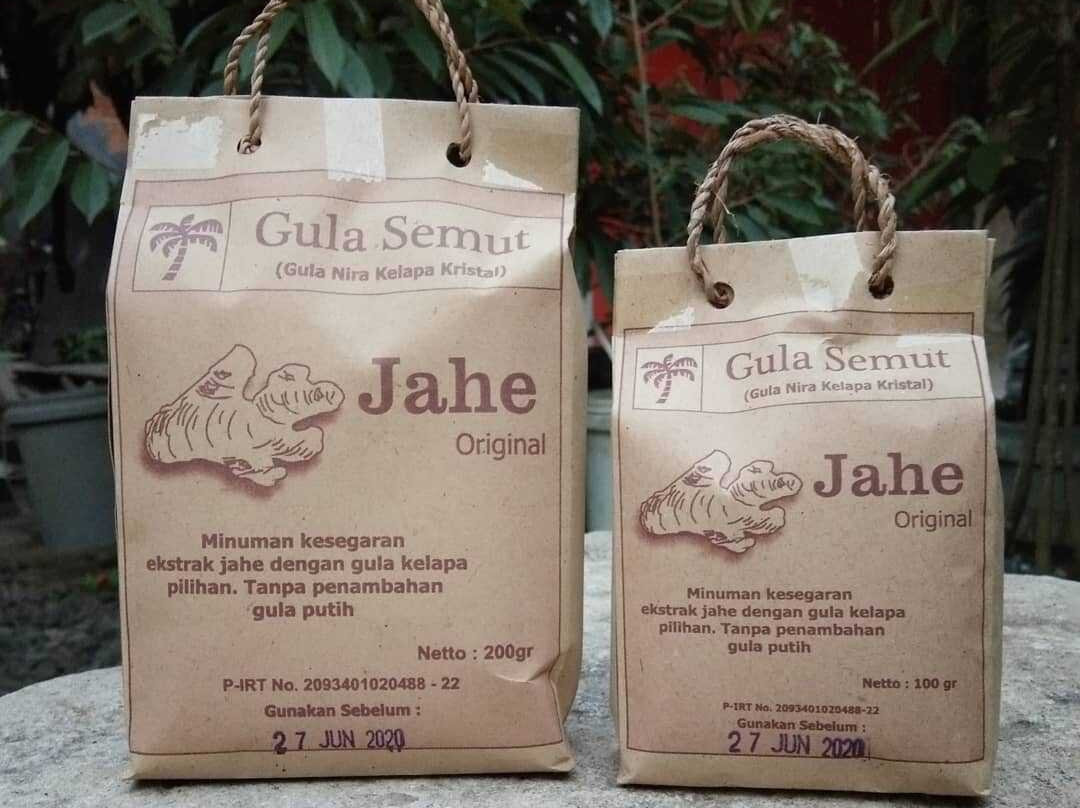 Gula Semut
(Gula Nira Kelapa Kristal)
Jahe
Original
Minuman kesegaran
ekstrak jahe dengan gula kelapa
pilihan. Tanpa penambahan
gula putih
Netto : 200gr
P-IRT No. 2093401020488 - 22
Gunakan Sebelum :
27 JUN 2020
Gula Semut
(Gula Nira Kelapa Kristal)
Jahe
Original
Minuman kesegaran
ekstrak jahe dengan gula kelapa
pilihan. Tanpa penambahan
gula putih
Netto : 100 gr
P-IRT No. 2093401020488-22
Gunakan Sebelum :
27 JUN 2020